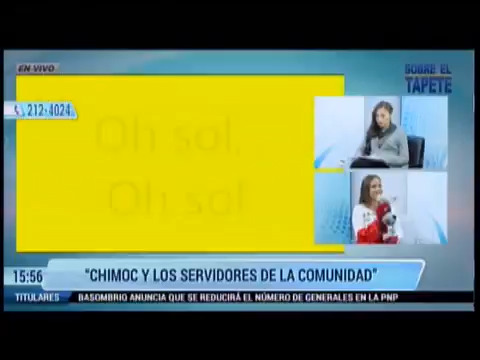 EN VIVO
SOBRE EL
TAPETE
212-4024
Oh sol,
Oh sol
15:56
"CHIMOC Y LOS SERVIDORES DE LA COMUNIDAD"
TITULARES
BASOMBRIO ANUNCIA QUE SE REDUCIRÁ EL NÚMERO DE GENERALES EN LA PNP